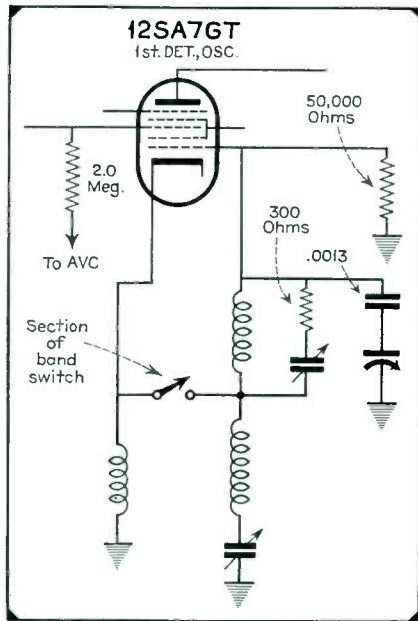 12SA7GT
1st. DET., OSC.
50,000
Ohms
2.0
Meg.
300
Ohms
.0013
To AVC
Section
of
band
switch